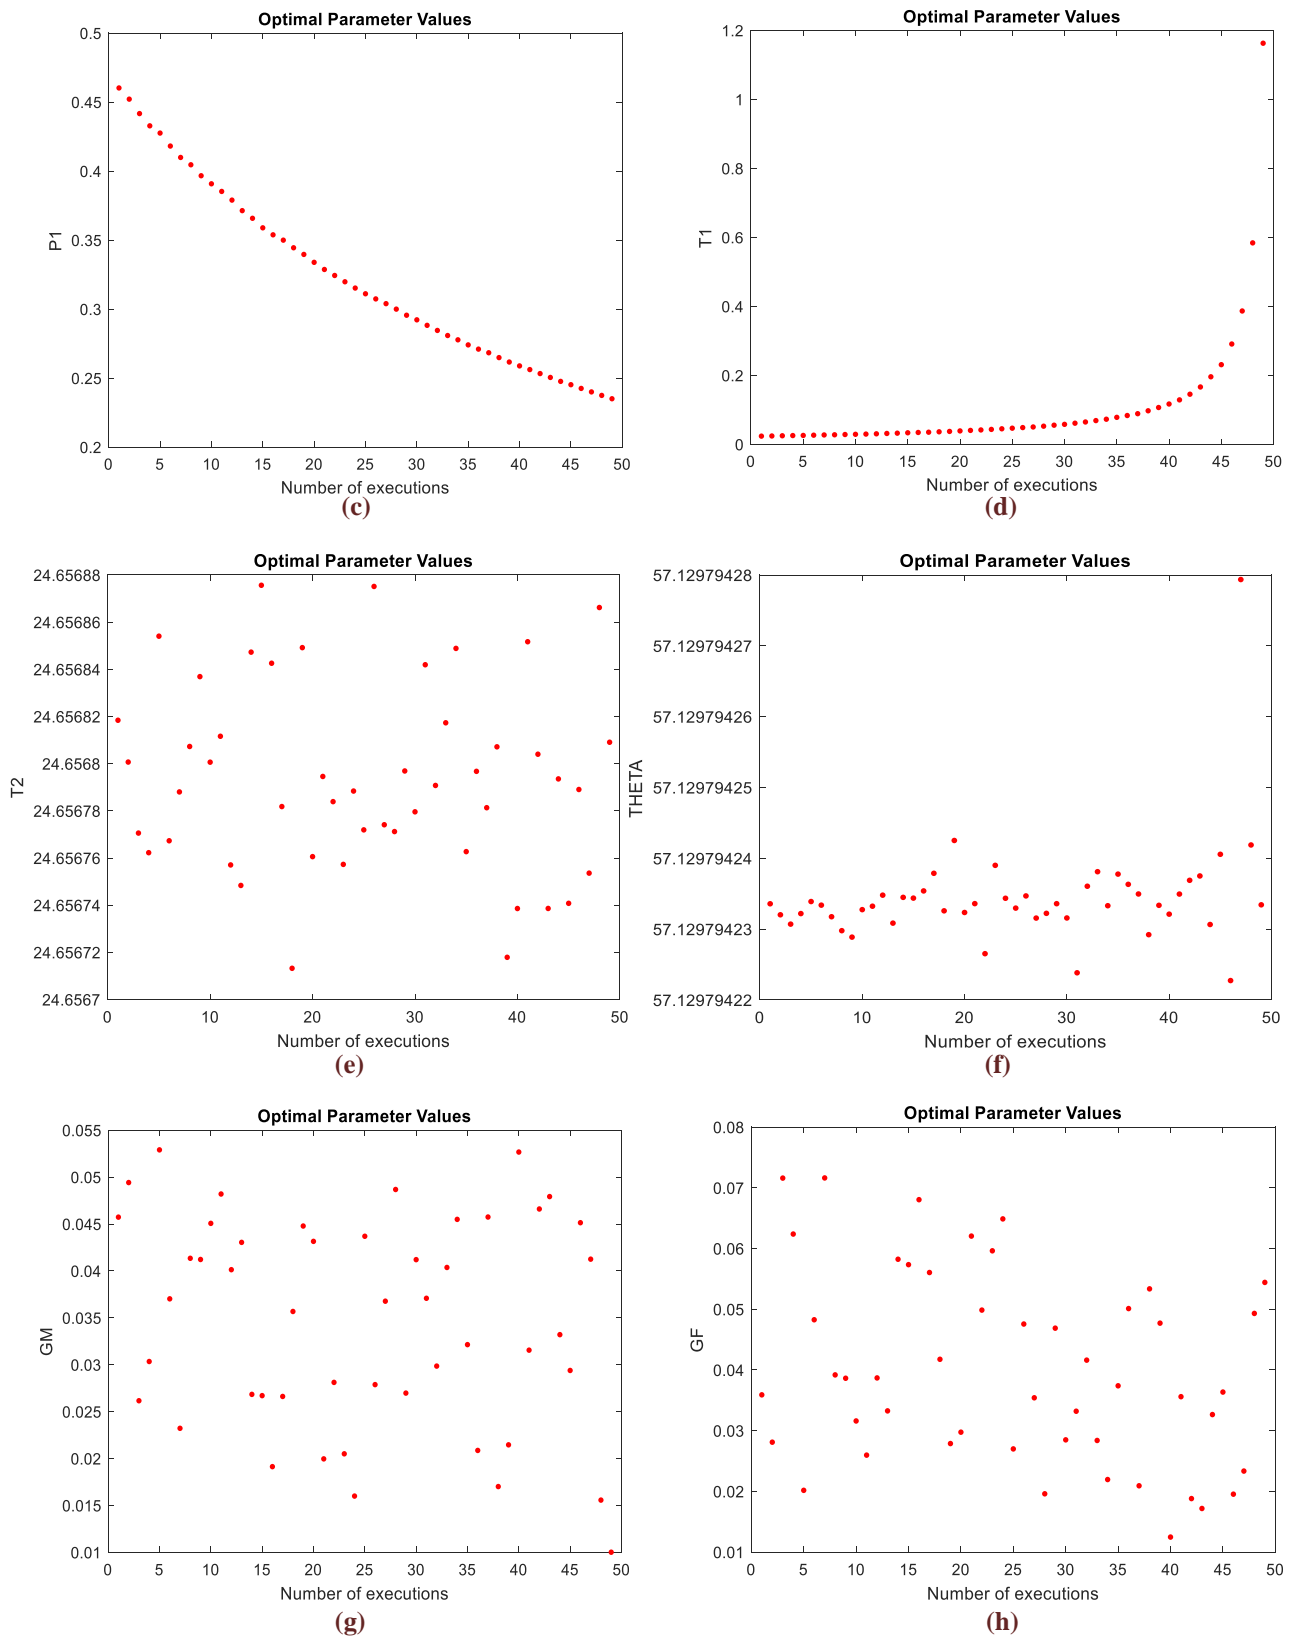 Optimal Parameter Values
0.5
0.45
0.4
0.35
0.3
0.25
0.2
P1
0 5 10 15 20 25 30 35 40 45 50
Number of executions
(c)
Optimal Parameter Values
1.2
1
0.8
0.6
0.4
0.2
0
T1
0 5 10 15 20 25 30 35 40 45 50
Number of executions
(d)
Optimal Parameter Values
24.65688
24.65686
24.65684
24.65682
24.6568
24.65678
24.65676
24.65674
24.65672
24.6567
T2
0 10 20 30 40 50
Number of executions
(e)
Optimal Parameter Values
57.12979428
57.12979427
57.12979426
57.12979425
57.12979424
57.12979423
57.12979422
THETA
0 10 20 30 40 50
Number of executions
(f)
Optimal Parameter Values
0.055
0.05
0.045
0.04
0.035
0.03
0.025
0.02
0.015
0.01
GM
0 5 10 15 20 25 30 35 40 45 50
Number of executions
(g)
Optimal Parameter Values
0.08
0.07
0.06
0.05
0.04
0.03
0.02
0.01
GF
0 5 10 15 20 25 30 35 40 45 50
Number of executions
(h)